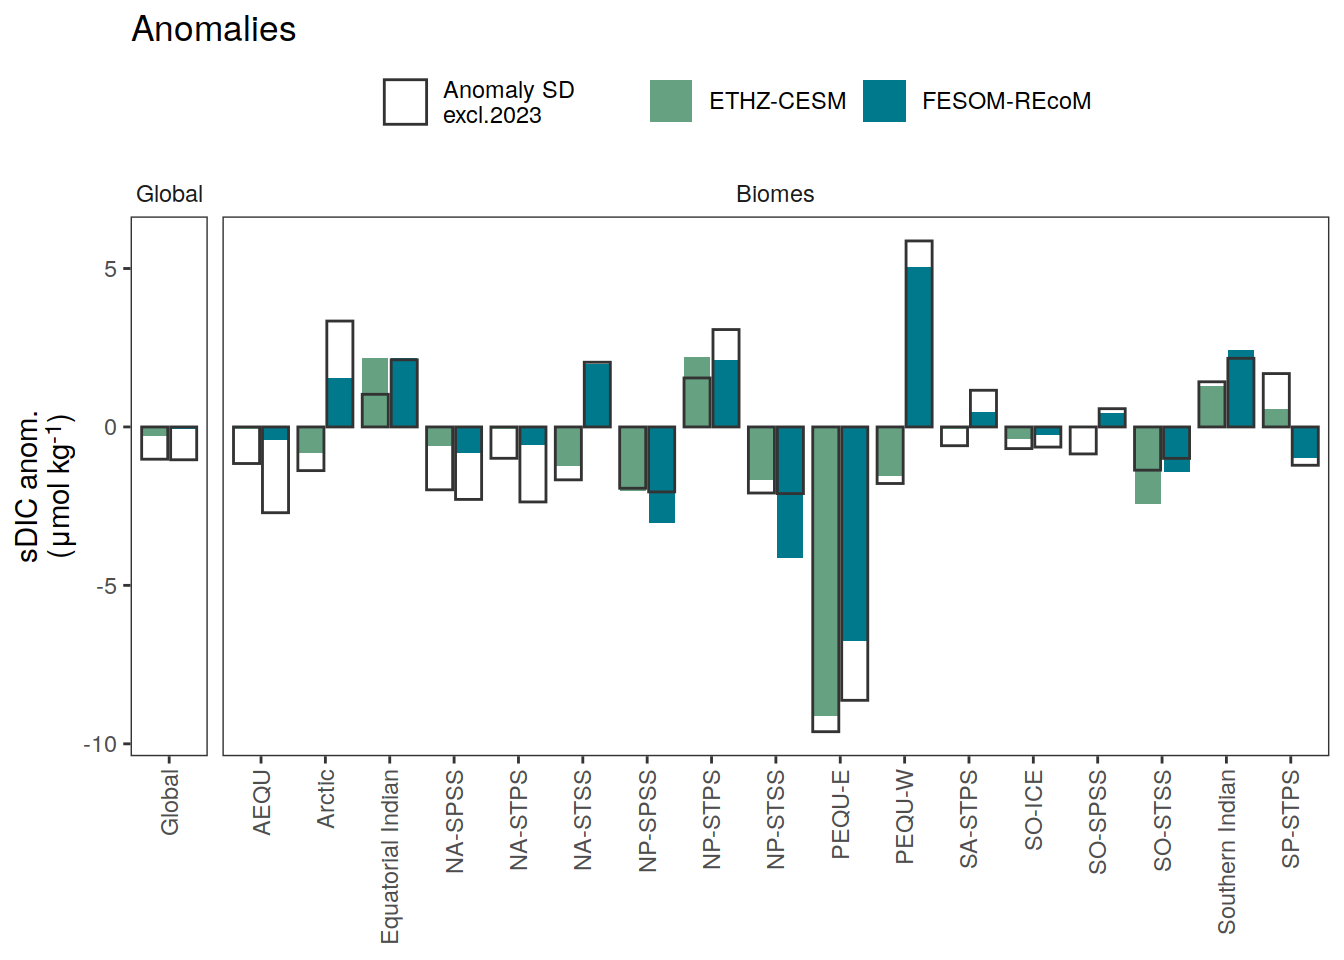 Anomalies
Anomaly SD
excl.2023
ETHZ-CESM
FESOM-REcoM
Global
Biomes
sDIC anom.
(μmol kg⁻¹)
5
0
-5
-10
Global
AEQU
Arctic
Equatorial Indian
NA-SPSS
NA-STPS
NA-STSS
NP-SPSS
NP-STPS
NP-STSS
PEQU-E
PEQU-W
SA-STPS
SO-ICE
SO-SPSS
SO-STSS
Southern Indian
SP-STPS